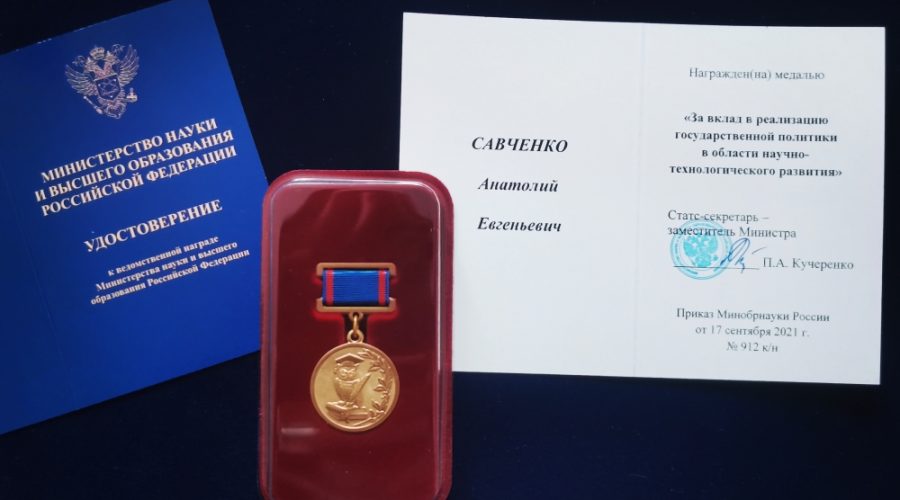 МИНИСТЕРСТВО НАУКИ
И ВЫСШЕГО ОБРАЗОВАНИЯ
РОССИЙСКОЙ ФЕДЕРАЦИИ
УДОСТОВЕРЕНИЕ
к ведомственной награде
Министерства науки и высшего
образования Российской Федерации
САВЧЕНКО
Анатолий
Евгеньевич
Награжден(на) медалью
«За вклад в реализацию
государственной политики
в области научно-
технологического развития»
Статс-секретарь –
заместитель Министра
П.А. Кучеренко
Приказ Минобрнауки России
от 17 сентября 2021 г.
№ 912 к/н